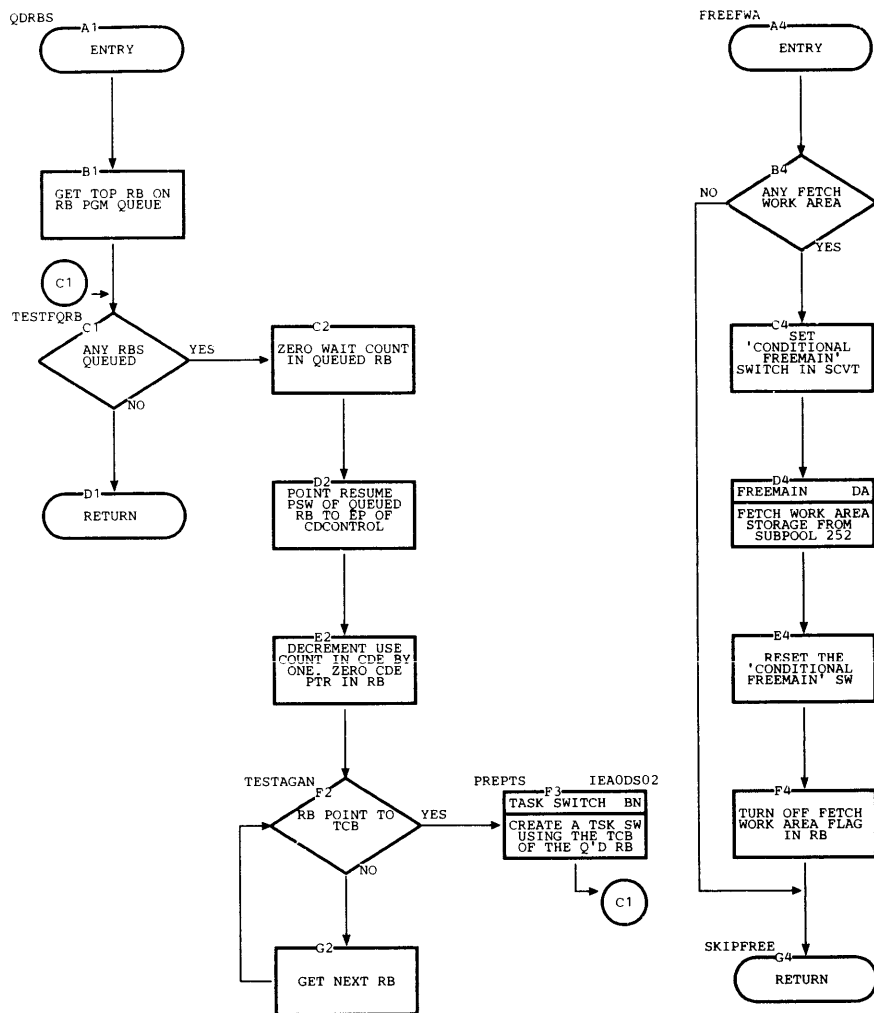 QDRBS
A1
ENTRY
B1
GET TOP RB ON
RB PGM QUEUE
C1
TESTFQRB
C1
ANY RBS
QUEUED
YES
NO
D1
RETURN
C2
ZERO WAIT COUNT
IN QUEUED RB
D2
POINT RESUME
PSW OF QUEUED
RB TO EP OF
CDCONTROL
E2
DECREMENT USE
COUNT IN CDE BY
ONE. ZERO CDE
PTR IN RB
TESTAGAN
F2
RB POINT TO
TCB
YES
NO
PREPTS IEA0DS02
F3
TASK SWITCH BN
CREATE A TSK SW
USING THE TCB
OF THE Q'D RB
C1
G2
GET NEXT RB
FREEFWA
A4
ENTRY
B4
NO
ANY FETCH
WORK AREA
YES
C4
SET
'CONDITIONAL
FREEMAIN'
SWITCH IN SCVT
D4
FREEMAIN DA
FETCH WORK AREA
STORAGE FROM
SUBPOOL 252
E4
RESET THE
'CONDITIONAL
FREEMAIN' SW
F4
TURN OFF FETCH
WORK AREA FLAG
IN RB
SKIPFREE
G4
RETURN